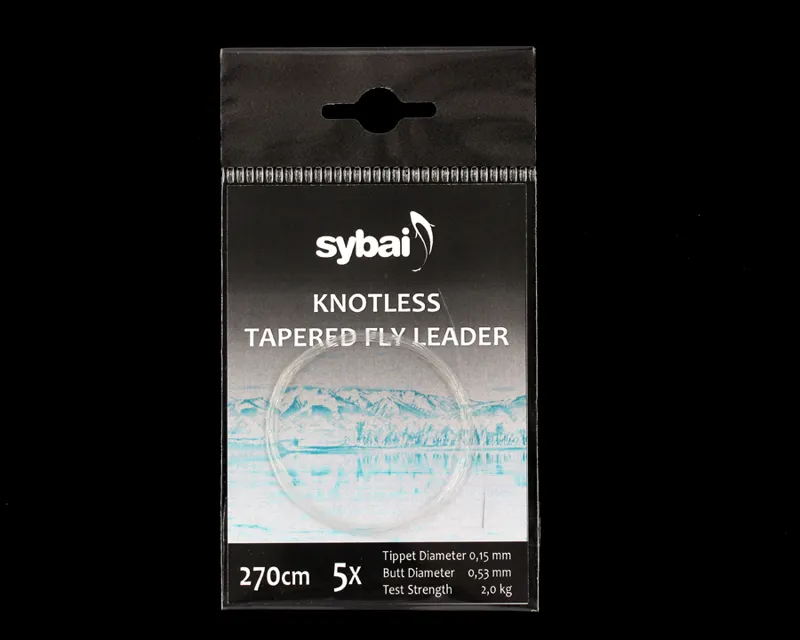 sybai
KNOTLESS
TAPERED FLY LEADER
270cm 5X
Tippet Diameter 0,15 mm
Butt Diameter 0,53 mm
Test Strength 2,0 kg